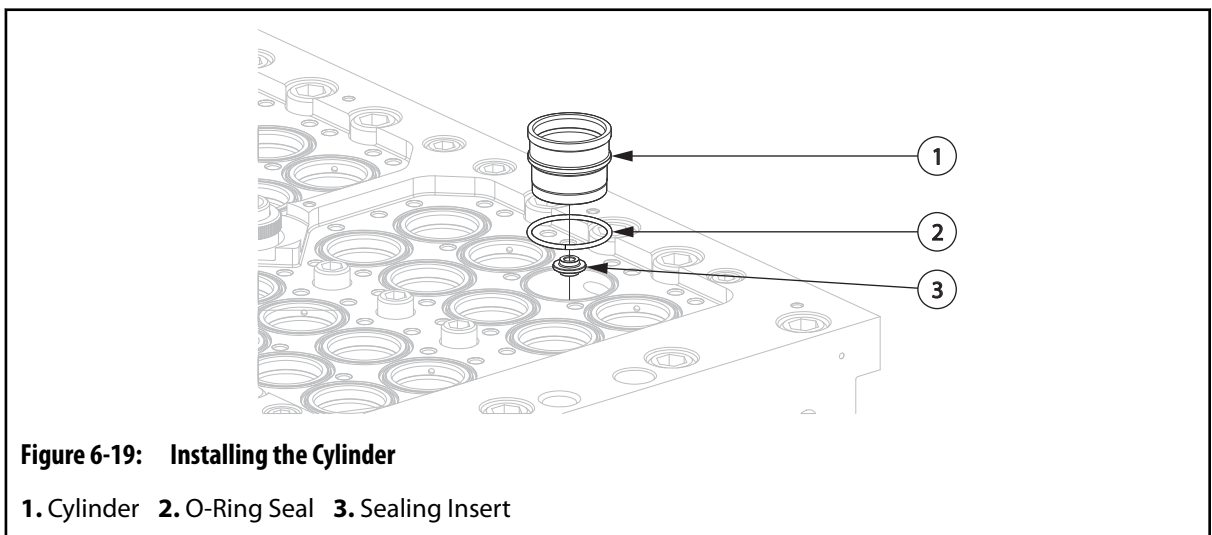 1
2
3
Figure 6-19: Installing the Cylinder
1. Cylinder 2. O-Ring Seal 3. Sealing Insert